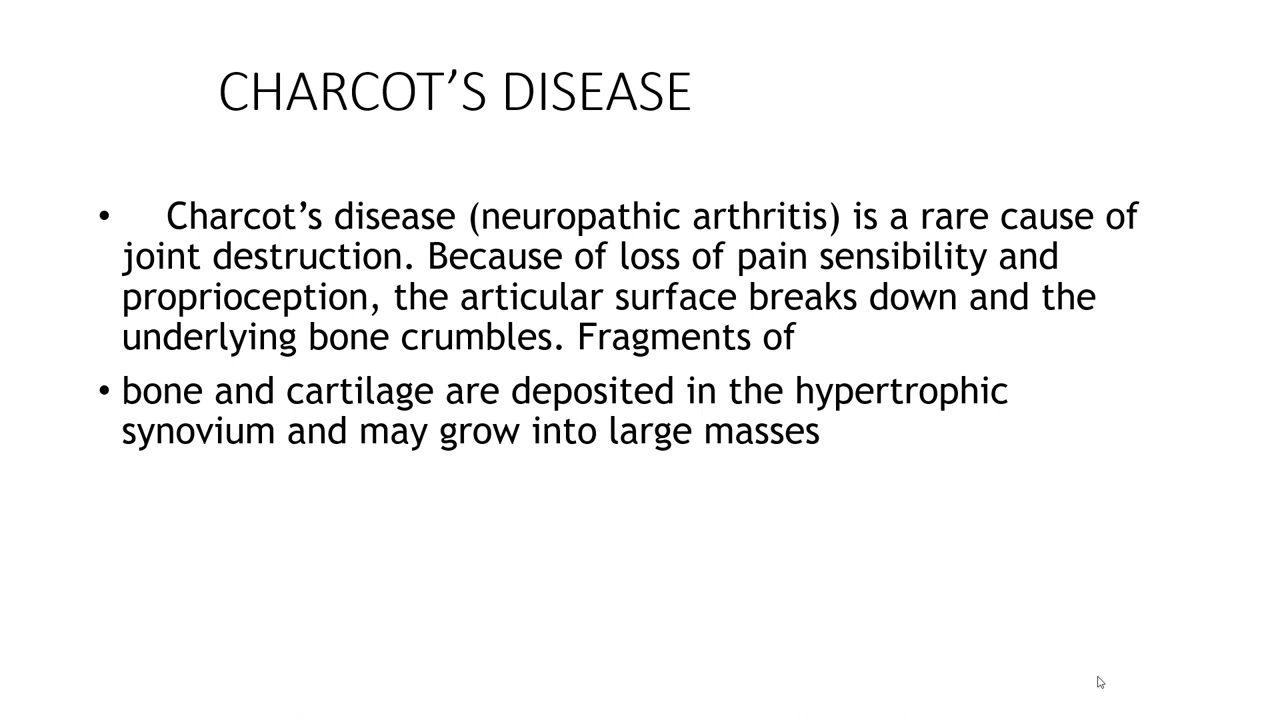 CHARCOT’S DISEASE
• Charcot’s disease (neuropathic arthritis) is a rare cause of
joint destruction. Because of loss of pain sensibility and
proprioception, the articular surface breaks down and the
underlying bone crumbles. Fragments of
• bone and cartilage are deposited in the hypertrophic
synovium and may grow into large masses